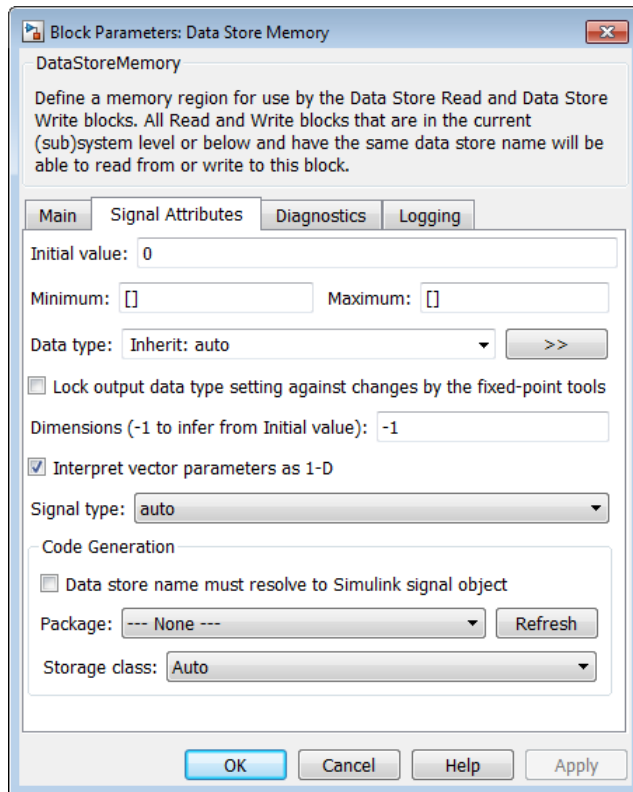 Block Parameters: Data Store Memory
DataStoreMemory
Define a memory region for use by the Data Store Read and Data Store
Write blocks. All Read and Write blocks that are in the current
(sub)system level or below and have the same data store name will be
able to read from or write to this block.
Main Signal Attributes Diagnostics Logging
Initial value: 0
Minimum: [] Maximum: []
Data type: Inherit: auto >>
Lock output data type setting against changes by the fixed-point tools
Dimensions (-1 to infer from Initial value): -1
Interpret vector parameters as 1-D
Signal type: auto
Code Generation
Data store name must resolve to Simulink signal object
Package: --- None --- Refresh
Storage class: Auto
OK Cancel Help Apply